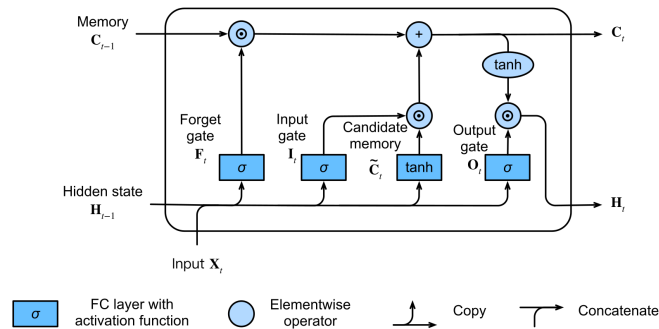 Memory
C_{t−1}
C_t
tanh
Forget
gate
F_t
Input
gate
I_t
Candidate
memory
C̃_t
Output
gate
O_t
σ
σ
tanh
σ
Hidden state
H_{t−1}
H_t
Input X_t
σ
FC layer with
activation function
Elementwise
operator
Copy
Concatenate